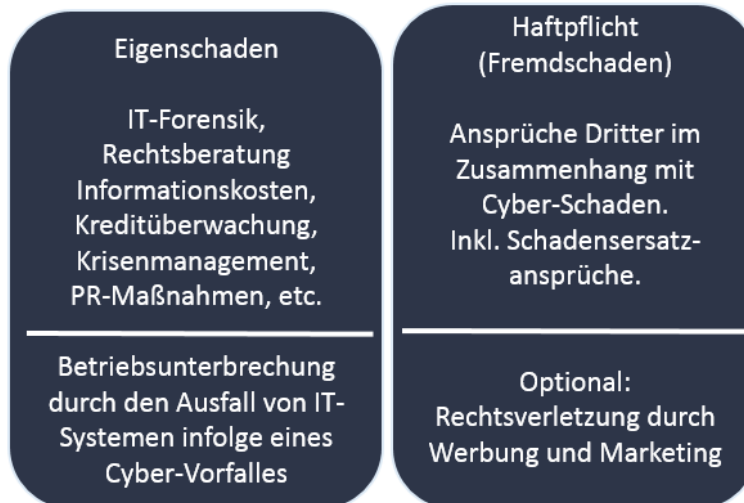 Eigenschaden
IT-Forensik,
Rechtsberatung
Informationskosten,
Kreditüberwachung,
Krisenmanagement,
PR-Maßnahmen, etc.
Betriebsunterbrechung
durch den Ausfall von IT-
Systemen infolge eines
Cyber-Vorfalles
Haftpflicht
(Fremdschaden)
Ansprüche Dritter im
Zusammenhang mit
Cyber-Schaden.
Inkl. Schadensersatz-
ansprüche.
Optional:
Rechtsverletzung durch
Werbung und Marketing